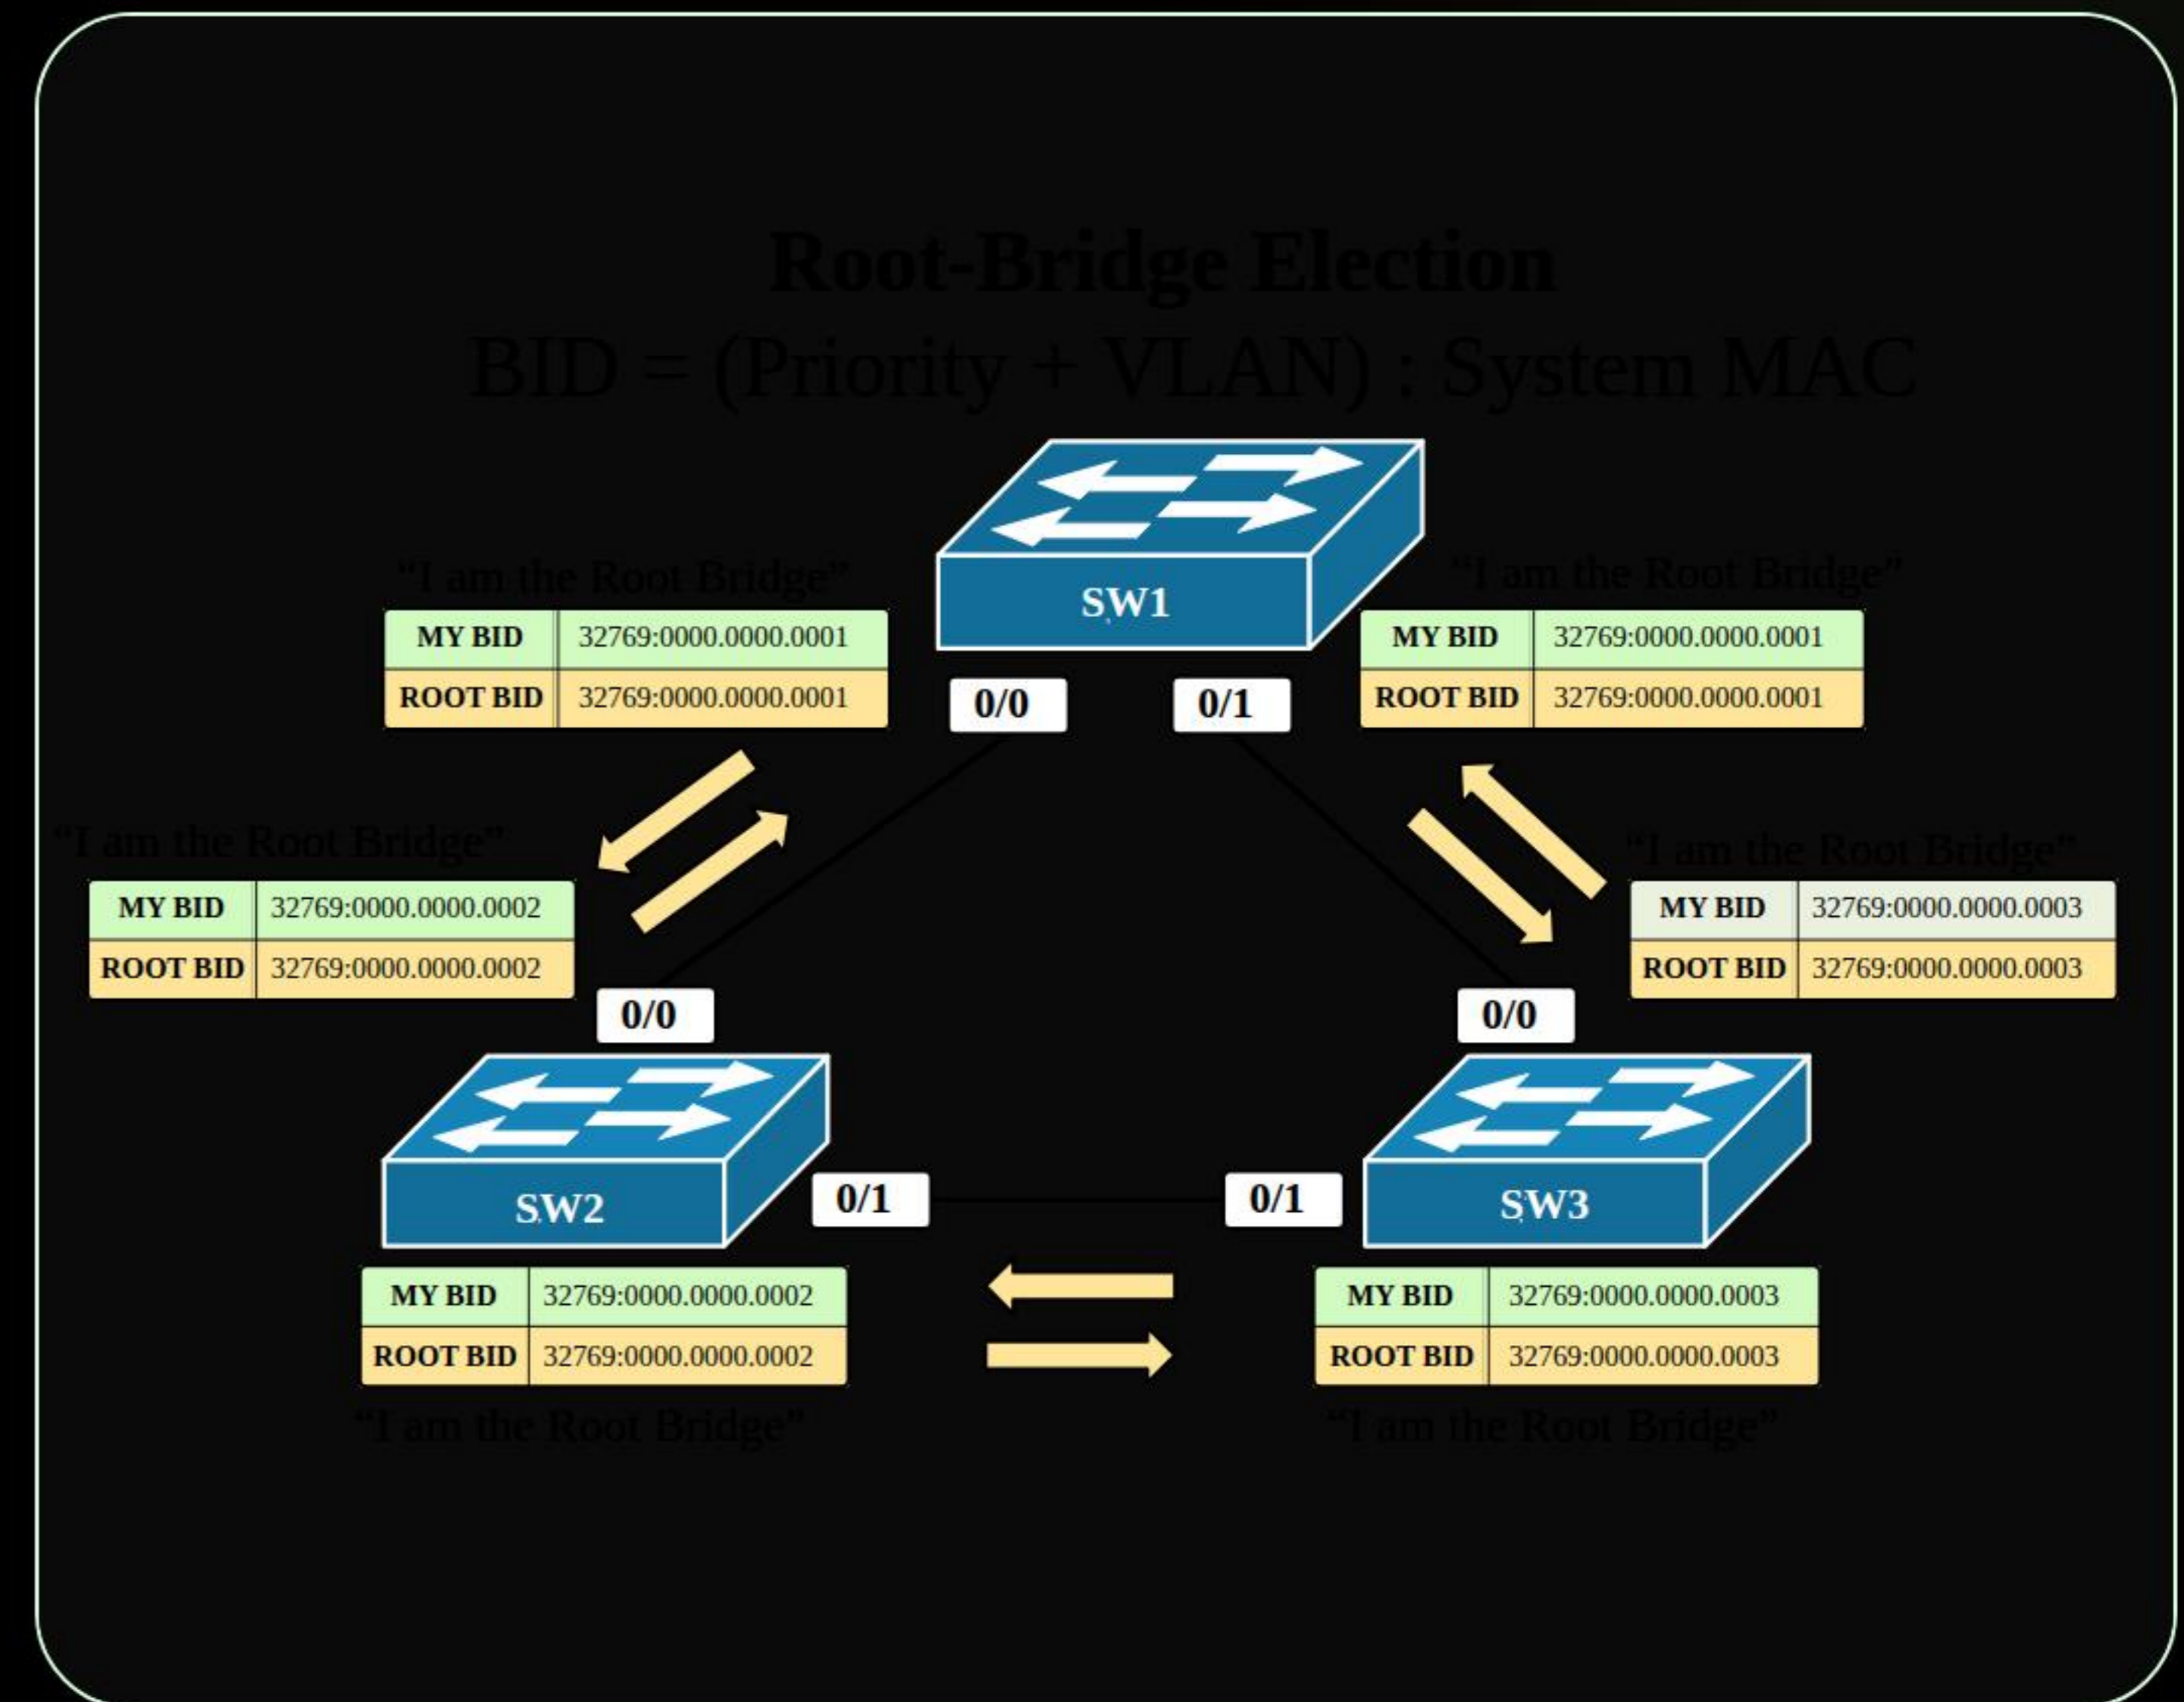 Root-Bridge Election
BID = (Priority + VLAN) : System MAC
SW1
“I am the Root Bridge”
MY BID 32769:0000.0000.0001
ROOT BID 32769:0000.0000.0001
“I am the Root Bridge”
MY BID 32769:0000.0000.0001
ROOT BID 32769:0000.0000.0001
0/0
0/1
“I am the Root Bridge”
MY BID 32769:0000.0000.0002
ROOT BID 32769:0000.0000.0002
“I am the Root Bridge”
MY BID 32769:0000.0000.0003
ROOT BID 32769:0000.0000.0003
0/0
0/0
SW2
0/1
0/1
SW3
MY BID 32769:0000.0000.0002
ROOT BID 32769:0000.0000.0002
“I am the Root Bridge”
MY BID 32769:0000.0000.0003
ROOT BID 32769:0000.0000.0003
“I am the Root Bridge”